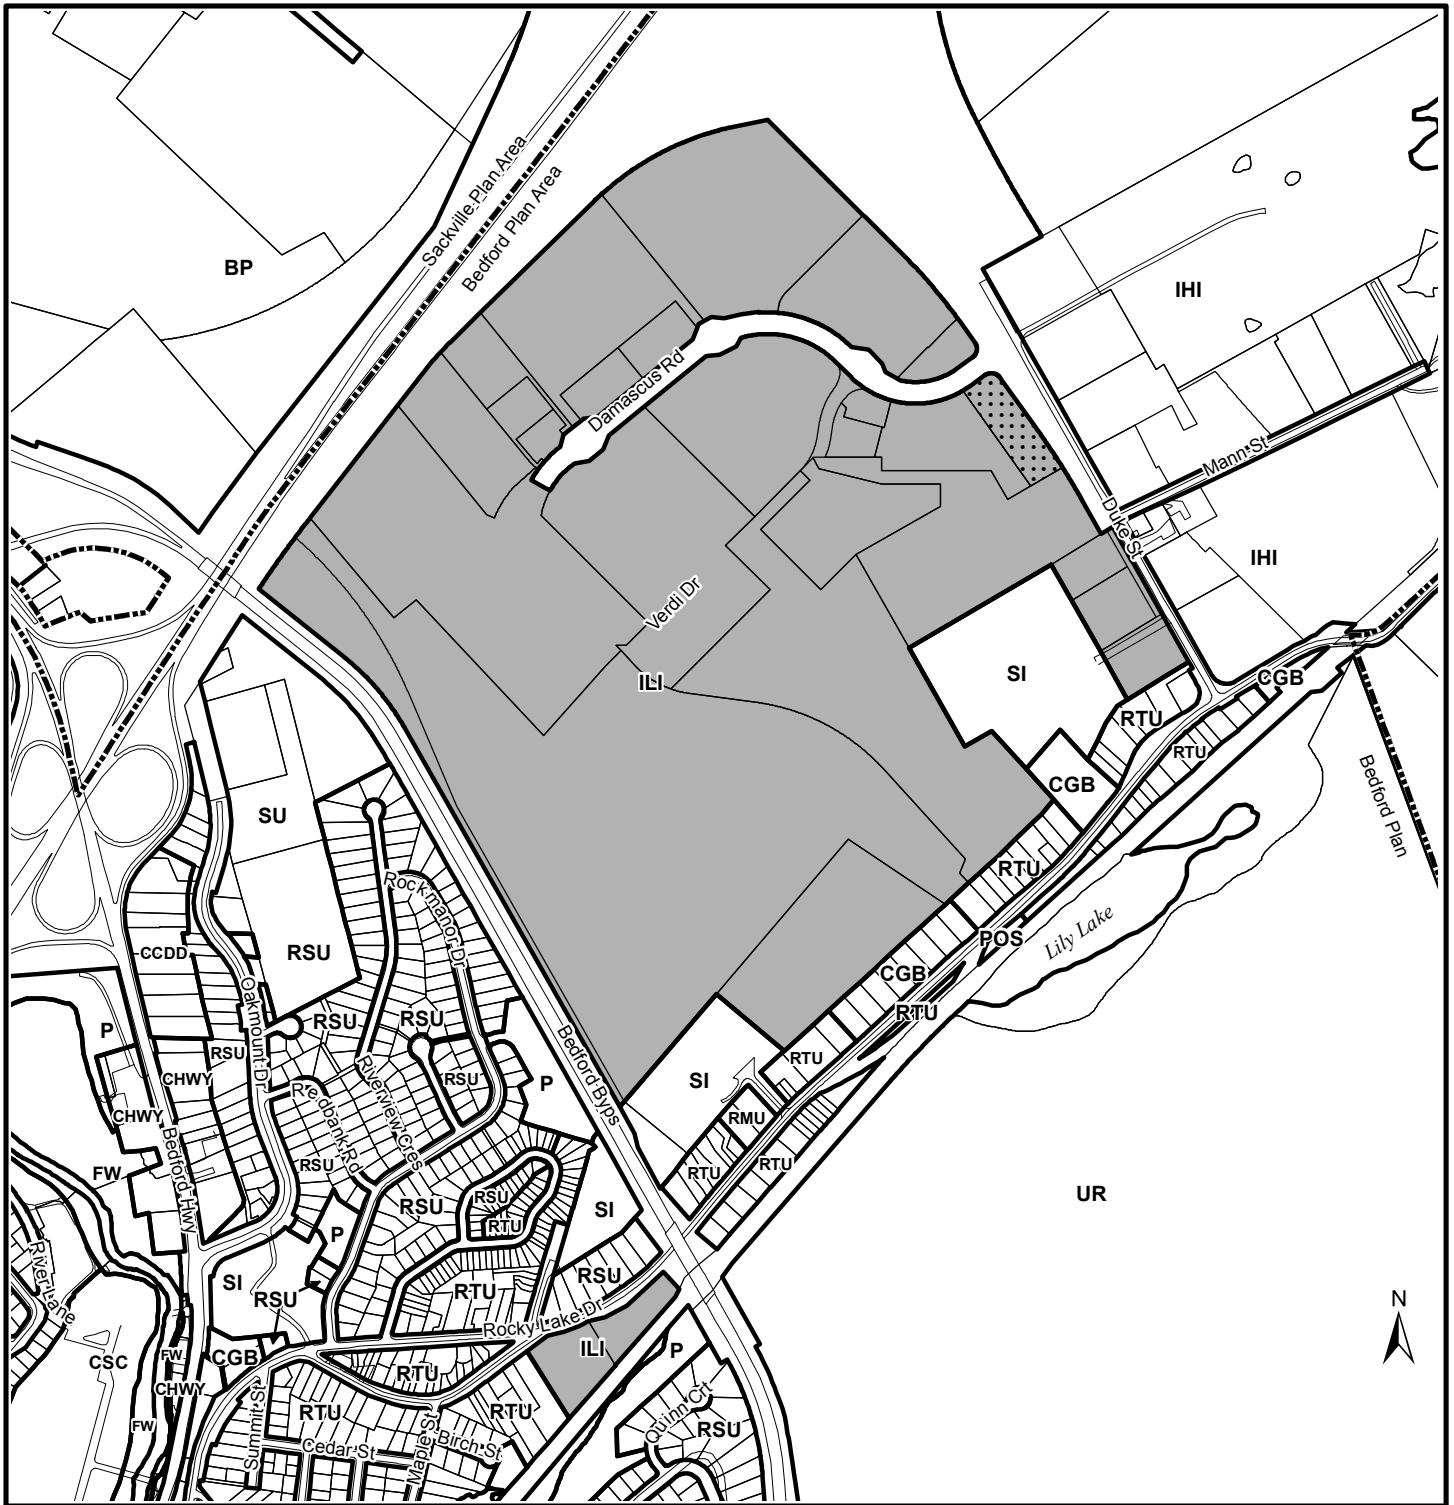 Sackville Plan Area
Bedford Plan Area
BP
IHI
Damascus Rd
Mann St
Duke St
IHI
Verdi Dr
ILI
SI
CGB
RTU
RTU
CGB
Bedford Plan
SU
Rockmanor Dr
RTU
POS
Lily Lake
CCDD
RSU
CGB
RTU
Oakmount Dr
P
RSU
RSU
RSU
CHWY
Riverview Cres
RSU
Bedford Byps
P
SI
RTU
CHWY
RMU
Bedford Hwy
Reidbank Rd
FW
RSU
RTU
RTU
RSU
RSU
UR
SI
RTU
P
River Lane
SI
RSU
RTU
RSU
N
Rocky Lake Dr
ILI
P
CSC
FW
CGB
CHWY
RTU
RTU
RTU
Quinn Crt
RSU
FW
Summit St
Cedar St
Maple St
Birch St